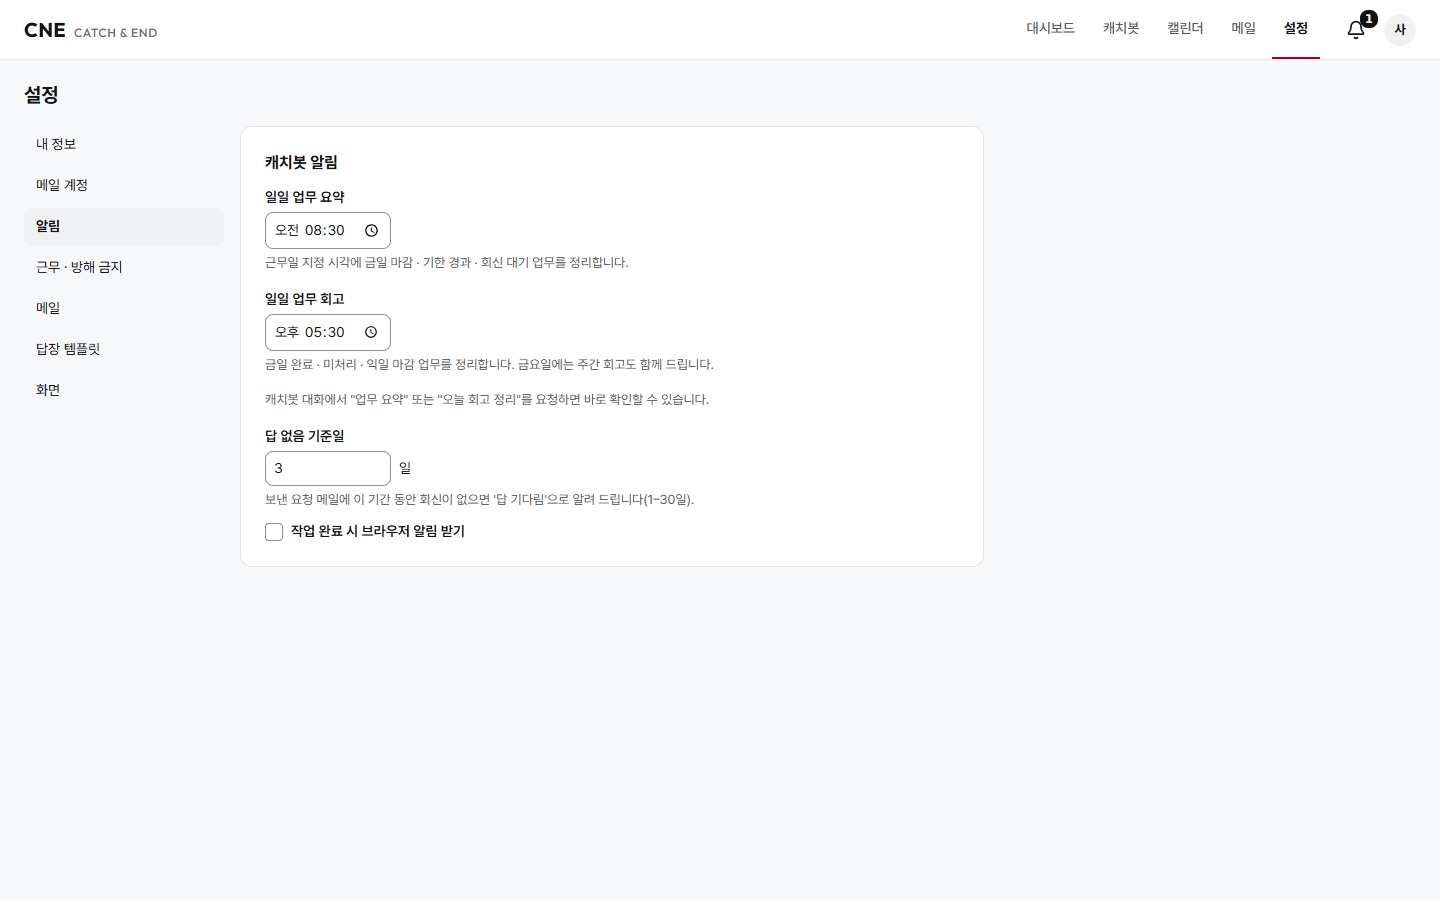 CNE CATCH & END
대시보드 캐치봇 캘린더 메일 설정 1 사
설정
내 정보
메일 계정
알림
근무 · 방해 금지
메일
답장 템플릿
화면
캐치봇 알림
일일 업무 요약
오전 08:30
근무일 지정 시각에 금일 마감 · 기한 경과 · 회신 대기 업무를 정리합니다.
일일 업무 회고
오후 05:30
금일 완료 · 미처리 · 익일 마감 업무를 정리합니다. 금요일에는 주간 회고도 함께 드립니다.
캐치봇 대화에서 "업무 요약" 또는 "오늘 회고 정리"를 요청하면 바로 확인할 수 있습니다.
답 없음 기준일
3 일
보낸 요청 메일에 이 기간 동안 회신이 없으면 '답 기다림'으로 알려 드립니다(1–30일).
작업 완료 시 브라우저 알림 받기